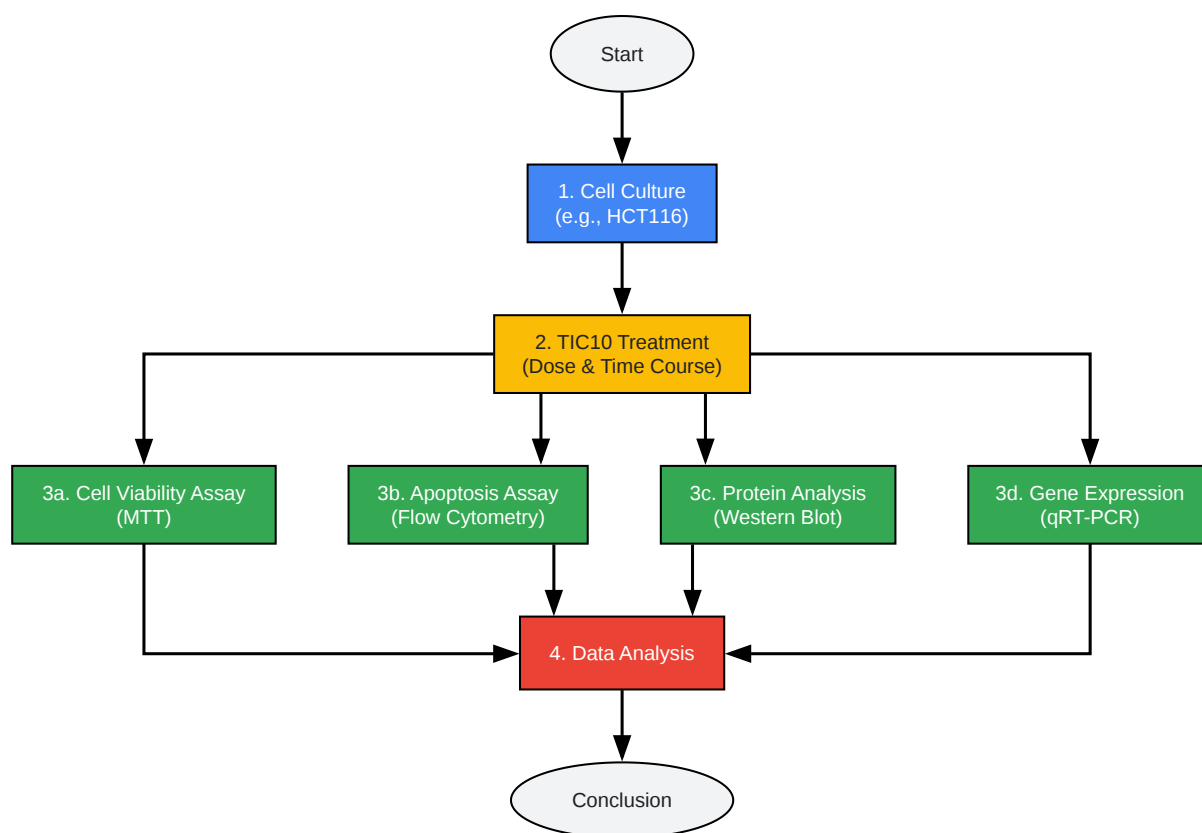 Start
1. Cell Culture
(e.g., HCT116)
2. TIC10 Treatment
(Dose & Time Course)
3a. Cell Viability Assay
(MTT)
3b. Apoptosis Assay
(Flow Cytometry)
3c. Protein Analysis
(Western Blot)
3d. Gene Expression
(qRT-PCR)
4. Data Analysis
Conclusion